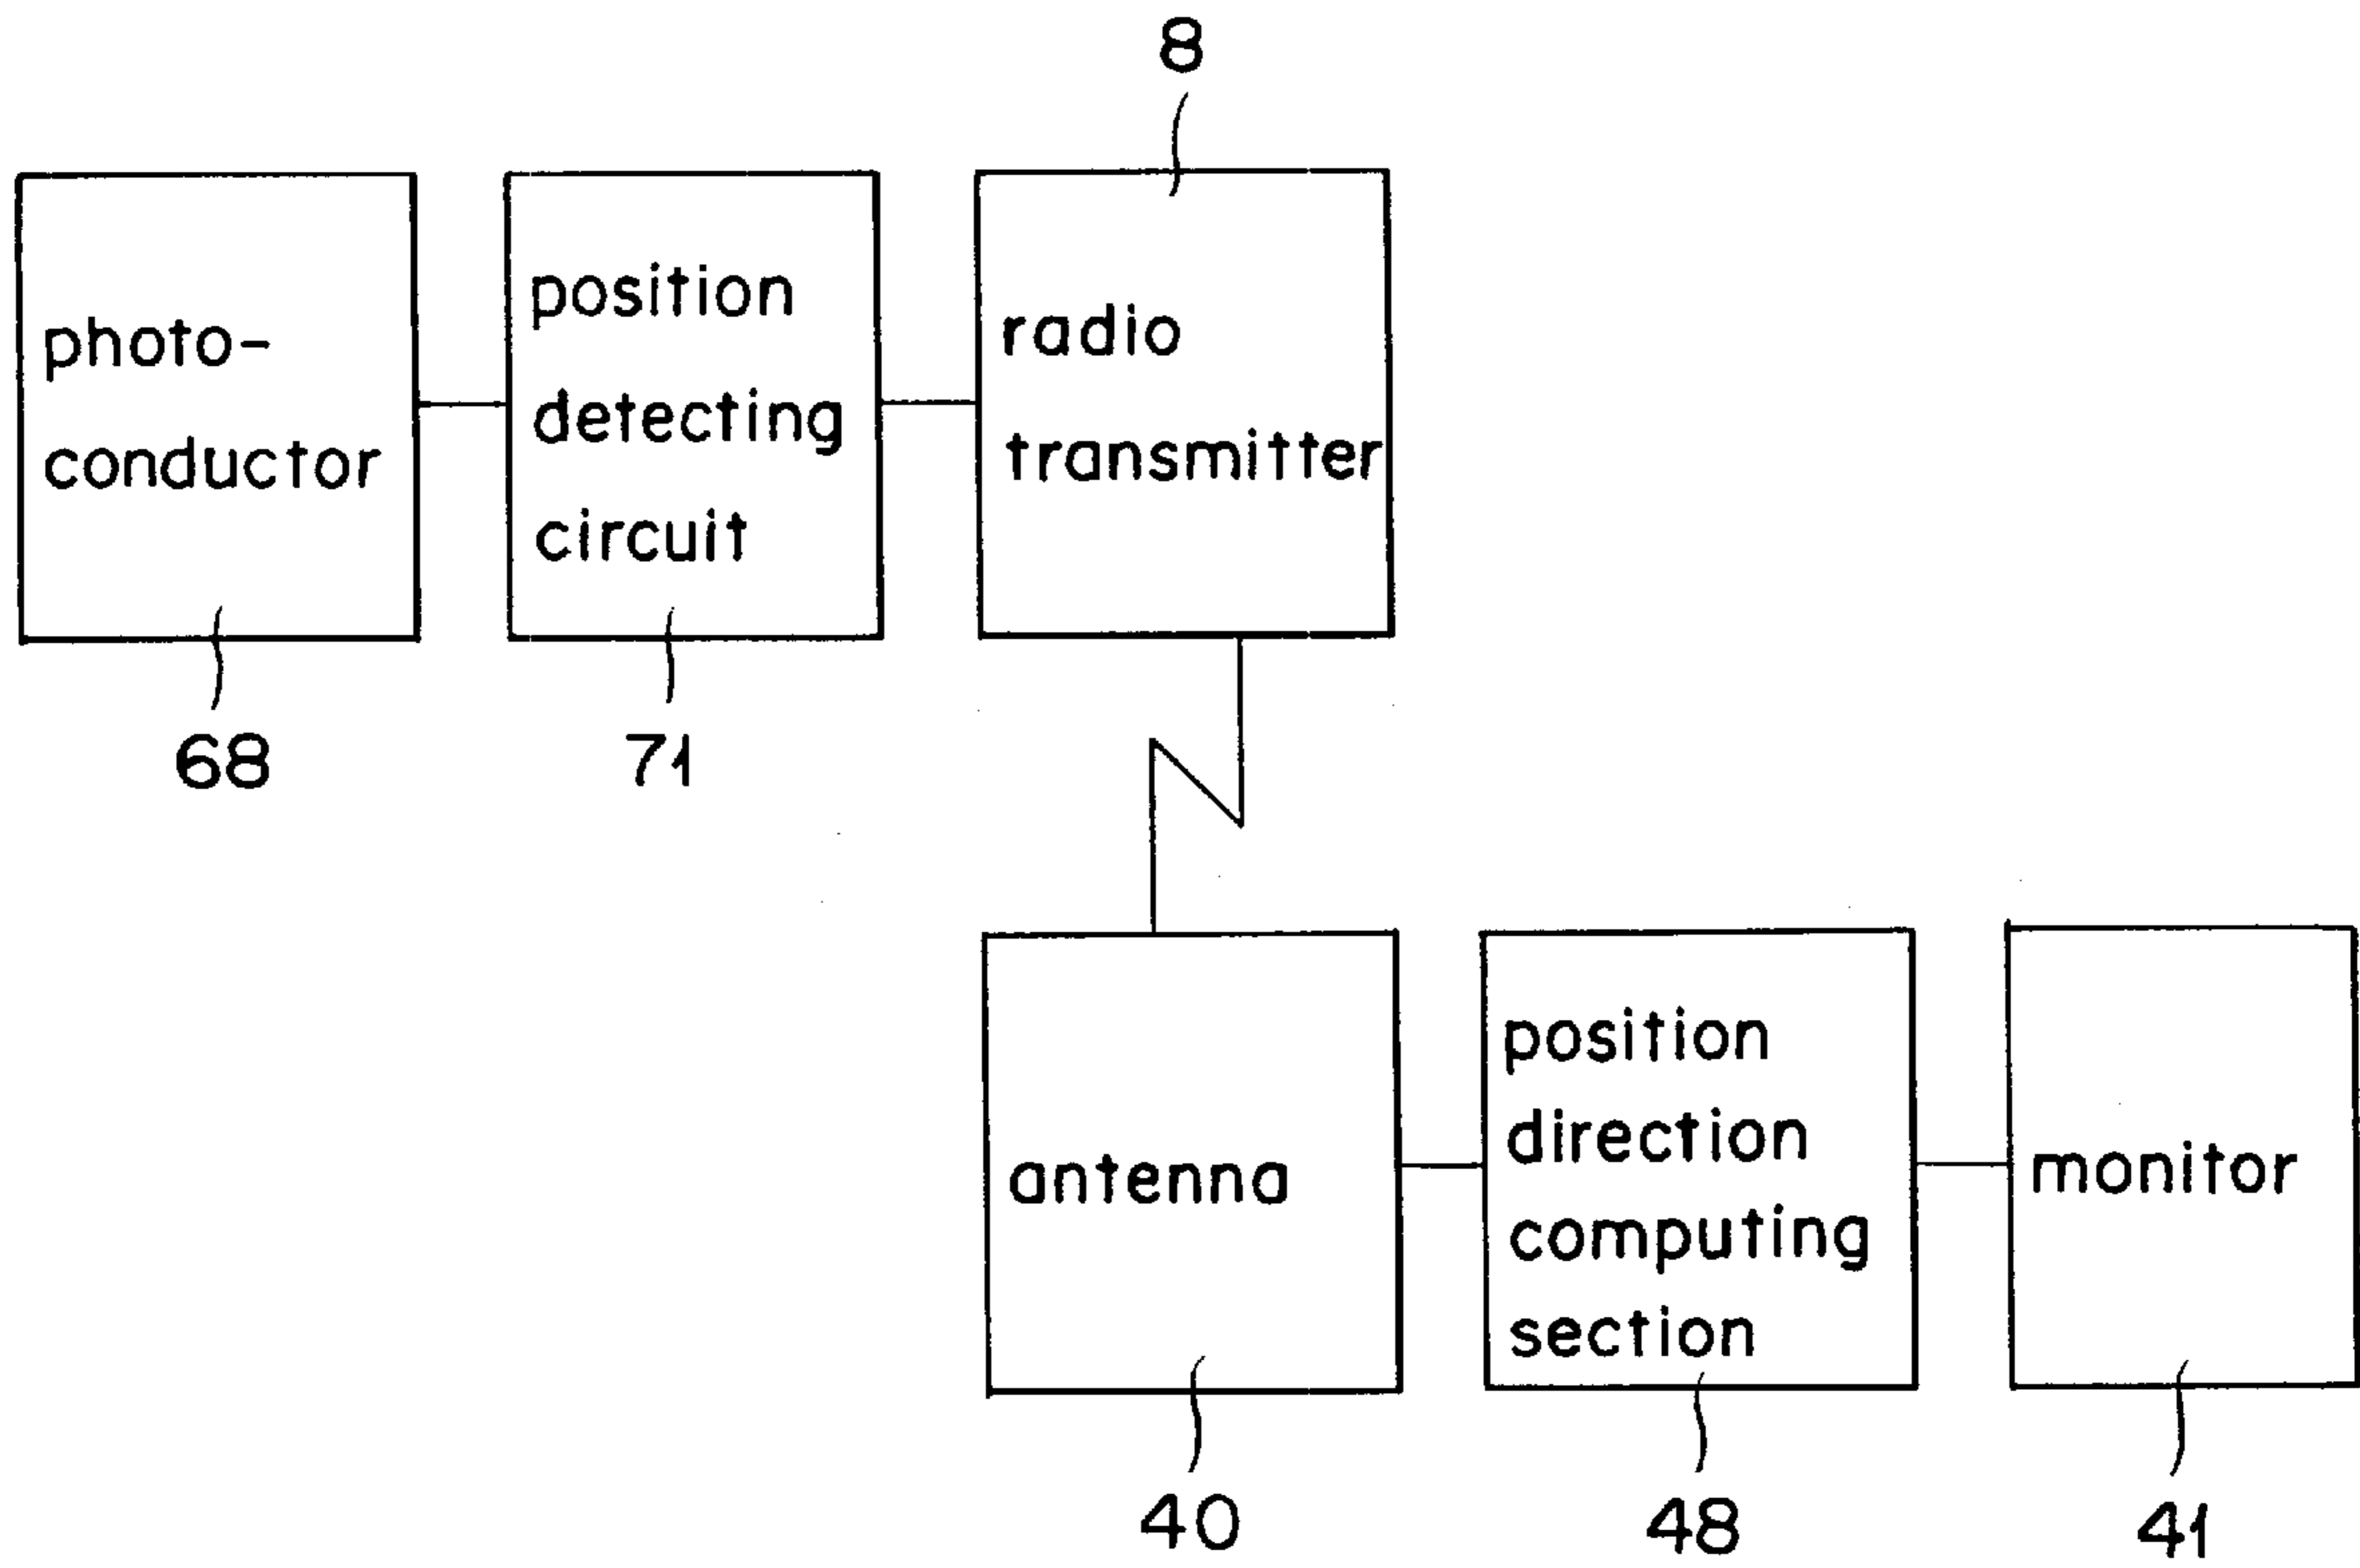 8
photo-
conductor
position
detecting
circuit
radio
transmitter
68
71
antenna
position
direction
computing
section
monitor
40
48
41